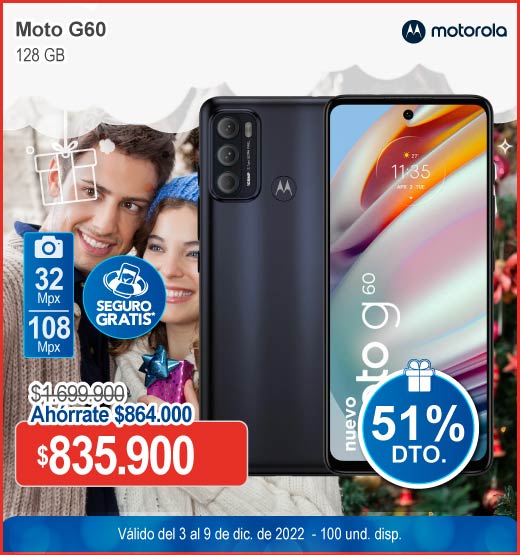 Moto G60
128 GB
motorola
32
Mpx
108
Mpx
SEGURO
GRATIS*
27°
11:35
nuevo
moto g 60
$1.699.900
Ahórrate $864.000
$835.900
51%
DTO.
Válido del 3 al 9 de dic. de 2022 - 100 und. disp.